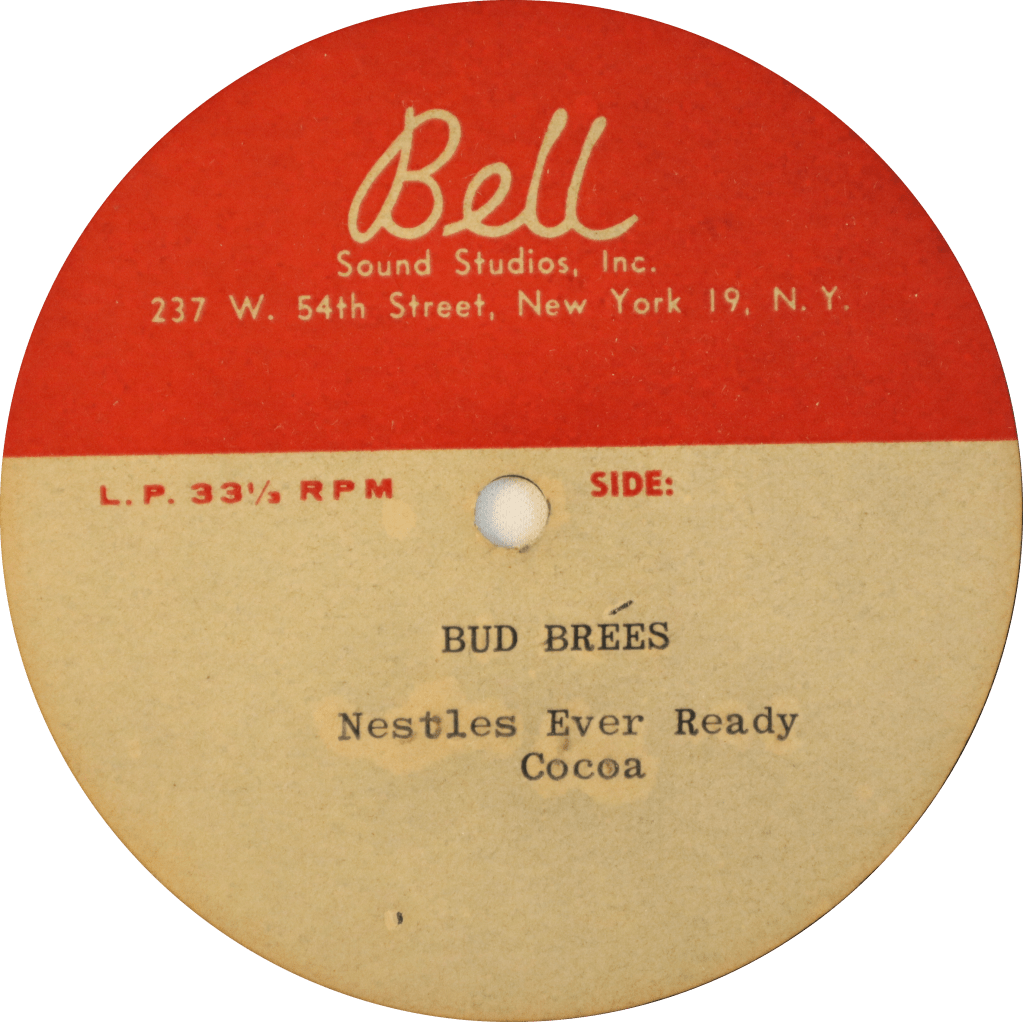 Bell
Sound Studios, Inc.
237 W. 54th Street, New York 19, N. Y.
L. P. 33⅓ RPM SIDE:
BUD BRÉES
Nestles Ever Ready
Cocoa